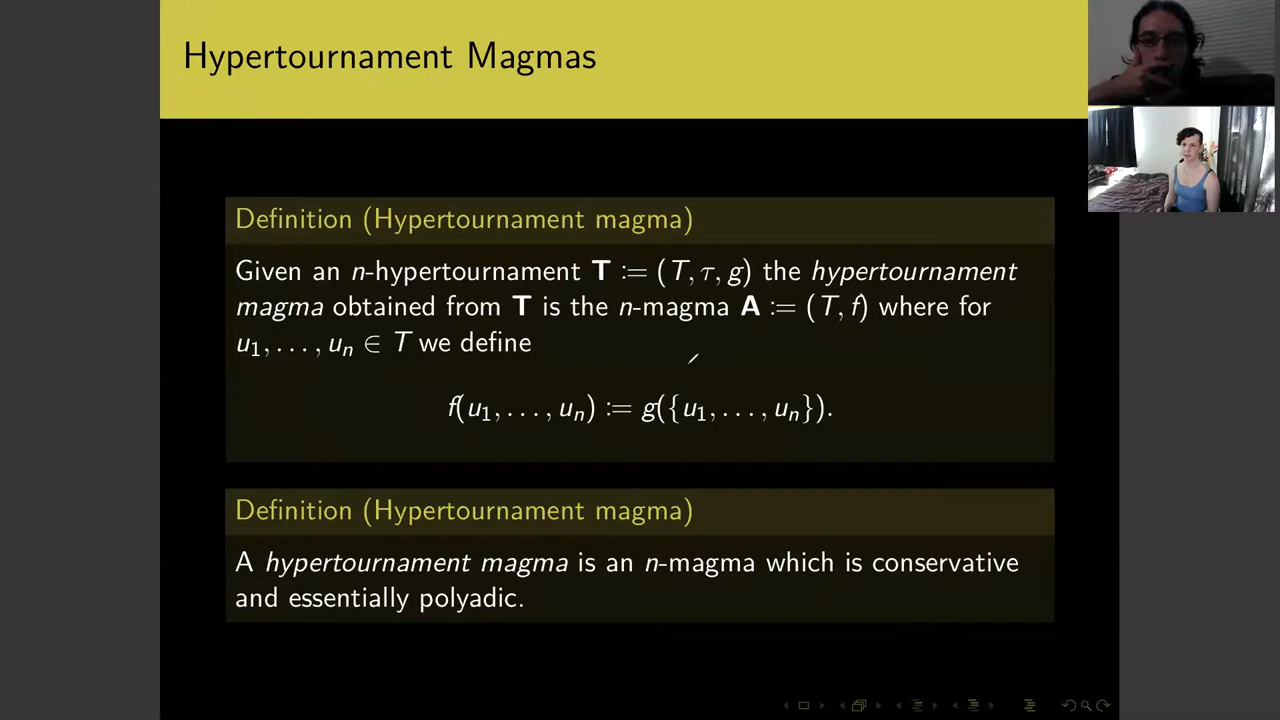 Hypertournament Magmas
Definition (Hypertournament magma)
Given an n-hypertournament T ≔ (T, τ, g) the hypertournament
magma obtained from T is the n-magma A ≔ (T, f) where for
u₁, . . . , uₙ ∈ T we define
f(u₁, . . . , uₙ) ≔ g({u₁, . . . , uₙ}).
Definition (Hypertournament magma)
A hypertournament magma is an n-magma which is conservative
and essentially polyadic.